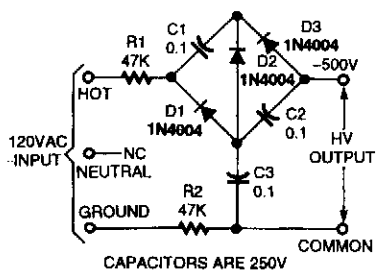 C1
0.1
D3
1N4004
R1
47K
D2
1N4004
–500V
HOT
D1
1N4004
C2
0.1
120VAC
INPUT
NC
NEUTRAL
HV
OUTPUT
C3
0.1
R2
47K
GROUND
COMMON
CAPACITORS ARE 250V